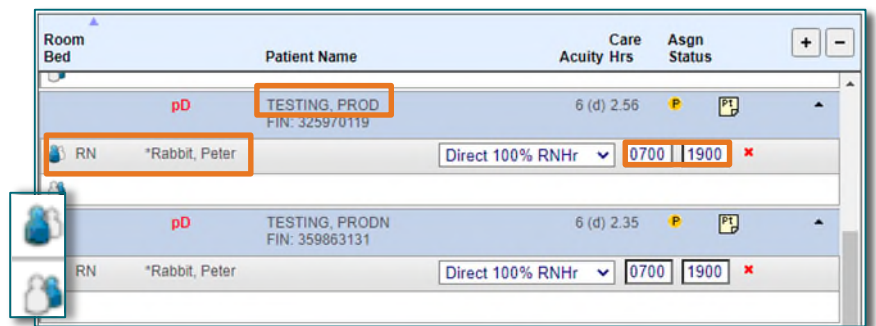 Room Bed Patient Name Acuity Care Hrs Asgn Status + −
pD TESTING, PROD 6 (d) 2.56 P Pt
FIN: 325970119
RN *Rabbit, Peter Direct 100% RNHr 0700 1900 ×
pD TESTING, PRODN 6 (d) 2.35 P Pt
FIN: 359863131
RN *Rabbit, Peter Direct 100% RNHr 0700 1900 ×